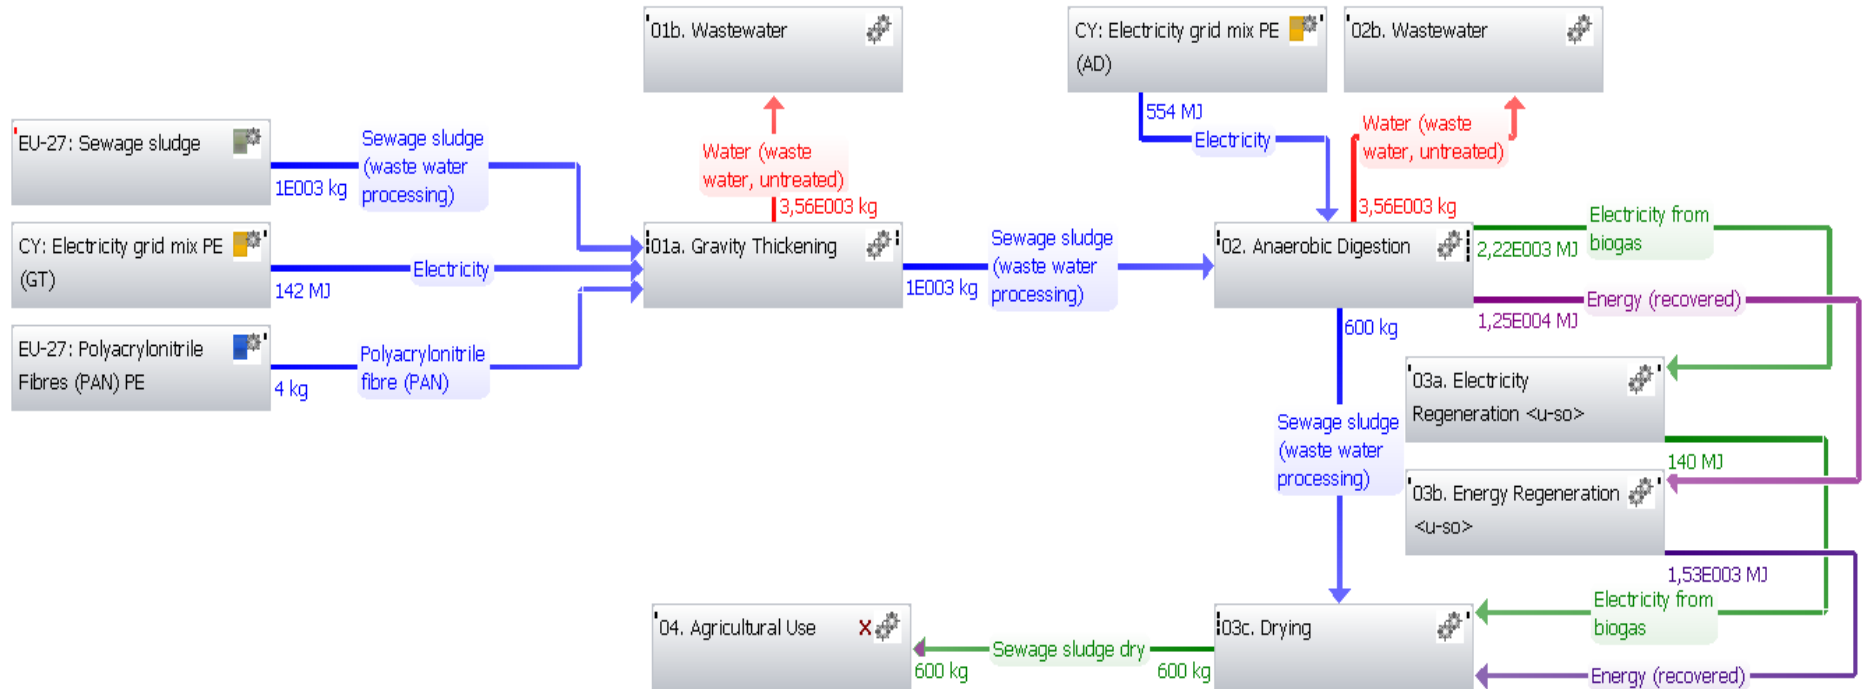 '01b. Wastewater
CY: Electricity grid mix PE
(AD)
'02b. Wastewater
554 MJ
Electricity
Water (waste
water, untreated)
EU-27: Sewage sludge
1E003 kg
Sewage sludge
(waste water
processing)
Water (waste
water, untreated)
3,56E003 kg
3,56E003 kg
CY: Electricity grid mix PE
(GT)
142 MJ
Electricity
01a. Gravity Thickening
1E003 kg
Sewage sludge
(waste water
processing)
'02. Anaerobic Digestion
Electricity from
biogas
2,22E003 MJ
Energy (recovered)
1,25E004 MJ
600 kg
EU-27: Polyacrylonitrile
Fibres (PAN) PE
4 kg
Polyacrylonitrile
fibre (PAN)
'03a. Electricity
Regeneration <u-so>
140 MJ
Sewage sludge
(waste water
processing)
'03b. Energy Regeneration
<u-so>
1,53E003 MJ
Electricity from
biogas
'04. Agricultural Use
X
600 kg
Sewage sludge dry
600 kg
03c. Drying
Energy (recovered)